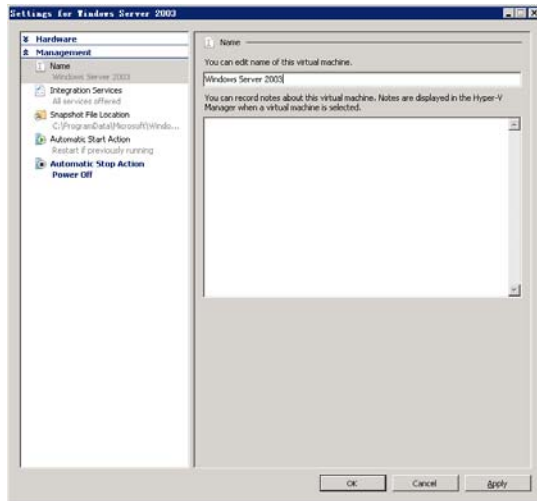 Settings for Windows Server 2003
Hardware
Management
Name
Windows Server 2003
Integration Services
All services offered
Snapshot File Location
C:\ProgramData\Microsoft\Windo...
Automatic Start Action
Restart if previously running
Automatic Stop Action
Power Off
Name
You can edit name of this virtual machine.
Windows Server 2003
You can record notes about this virtual machine. Notes are displayed in the Hyper-V
Manager when a virtual machine is selected.
OK
Cancel
Apply